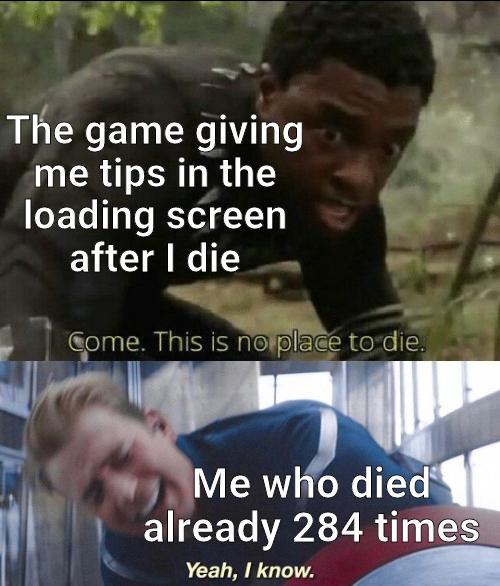 The game giving
me tips in the
loading screen
after I die
Come. This is no place to die.
Me who died
already 284 times
Yeah, I know.